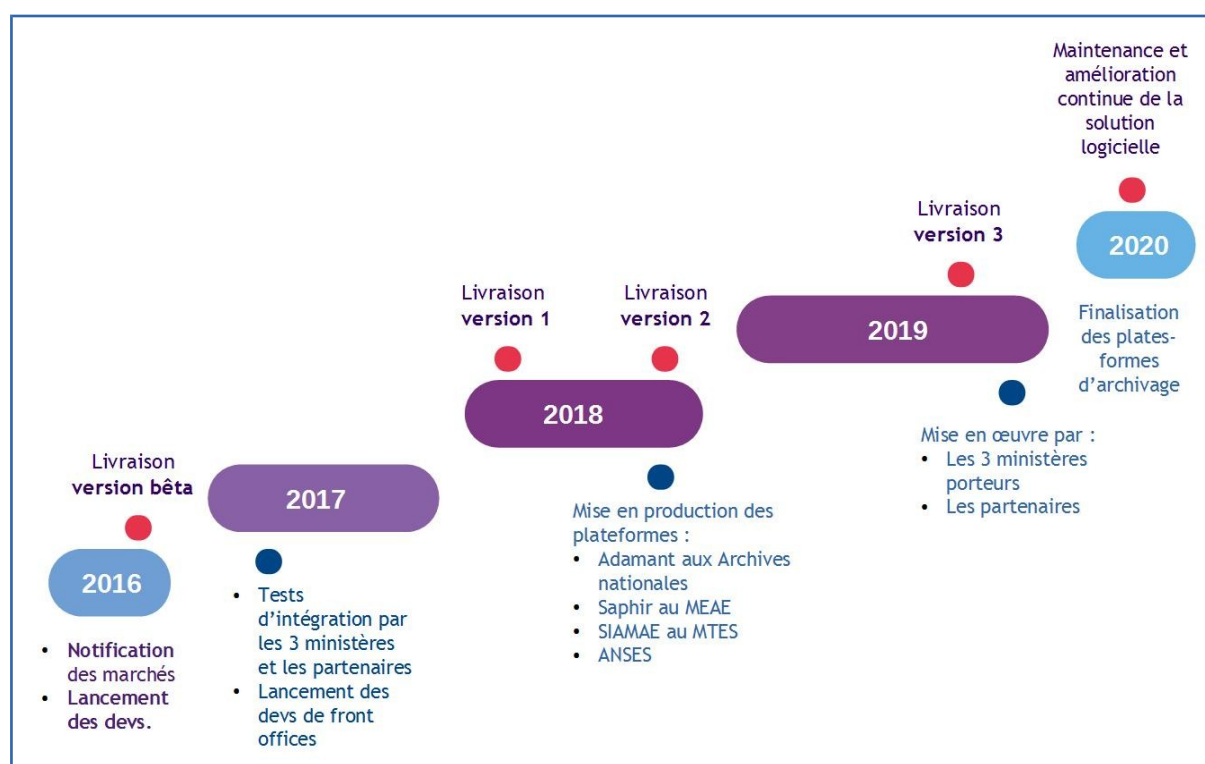 Livraison
version bêta
2016
• Notification
des marchés
• Lancement
des devs.
2017
• Tests
d’intégration par
les 3 ministères
et les partenaires
• Lancement des
devs de front
offices
Livraison
version 1
Livraison
version 2
2018
Mise en production des
plateformes :
• Adamant aux Archives
nationales
• Saphir au MEAE
• SIAMAE au MTES
• ANSES
Livraison
version 3
2019
Mise en œuvre par :
• Les 3 ministères
porteurs
• Les partenaires
Maintenance et
amélioration
continue de la
solution
logicielle
2020
Finalisation
des plates-
formes
d’archivage